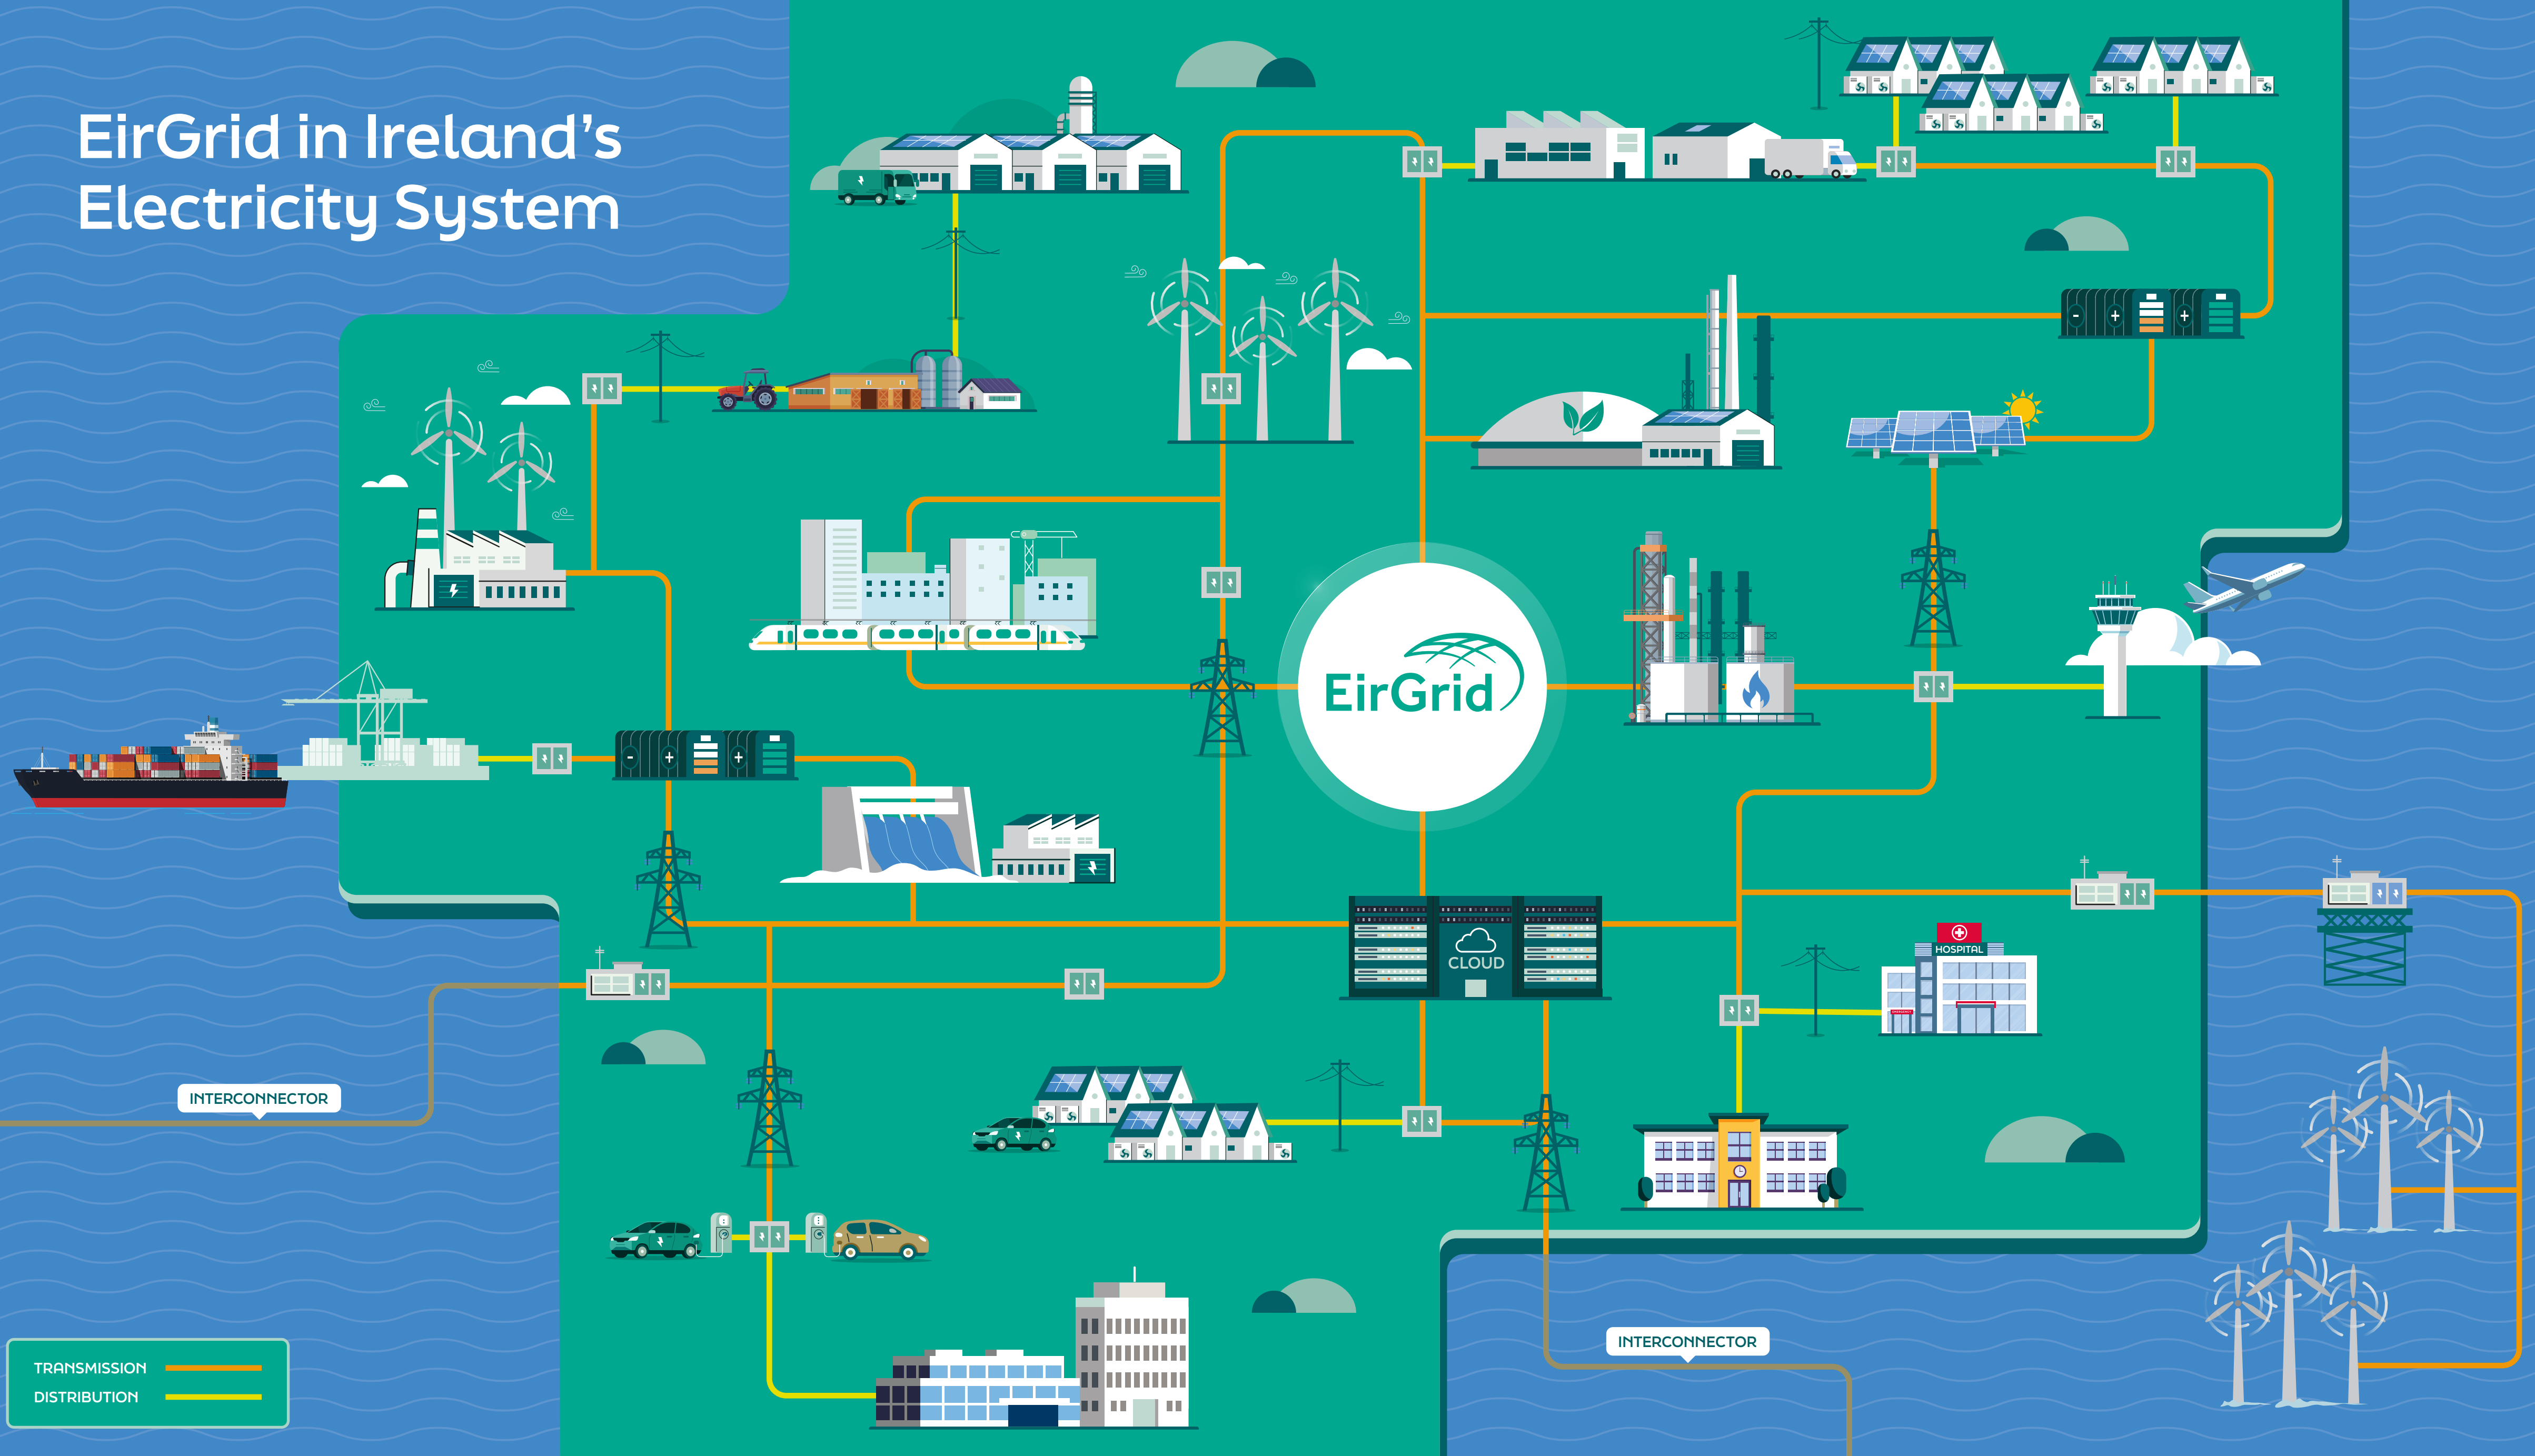 EirGrid in Ireland's
Electricity System
EirGrid
CLOUD
HOSPITAL
INTERCONNECTOR
INTERCONNECTOR
TRANSMISSION
DISTRIBUTION